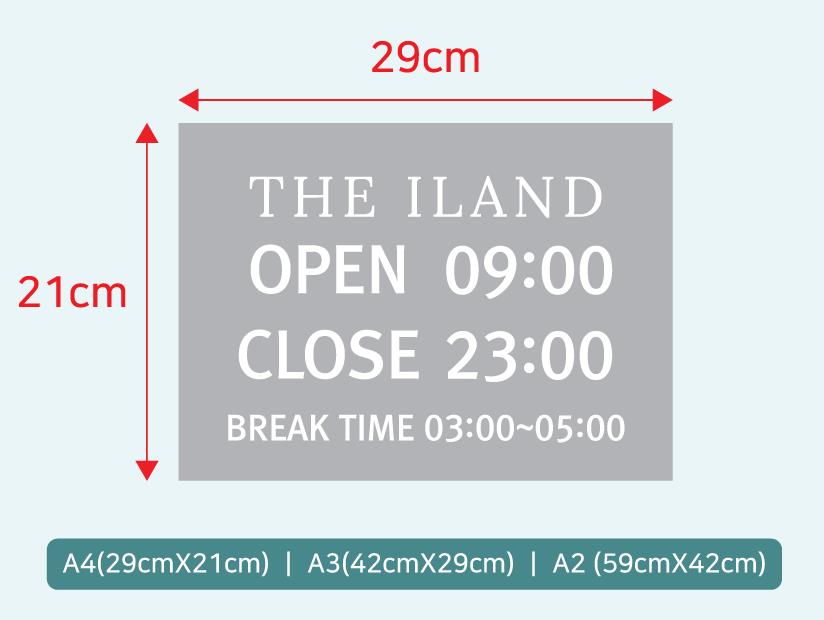 29cm
21cm
THE ILAND
OPEN 09:00
CLOSE 23:00
BREAK TIME 03:00~05:00
A4(29cmX21cm) | A3(42cmX29cm) | A2 (59cmX42cm)